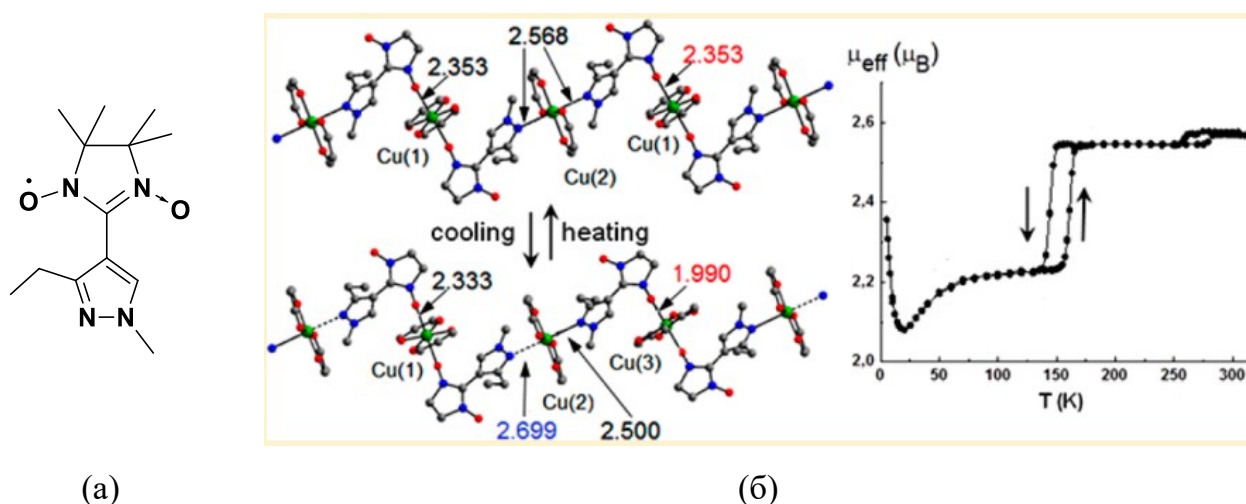 O N N O
N N
2.568
2.353 2.353
Cu(1) Cu(1)
Cu(2)
cooling heating
2.333 1.990
Cu(1) Cu(3)
Cu(2)
2.699 2.500
μeff (μB)
2,6
2,4
2,2
2,0
0 50 100 150 200 250 300
T (K)
(а) (б)